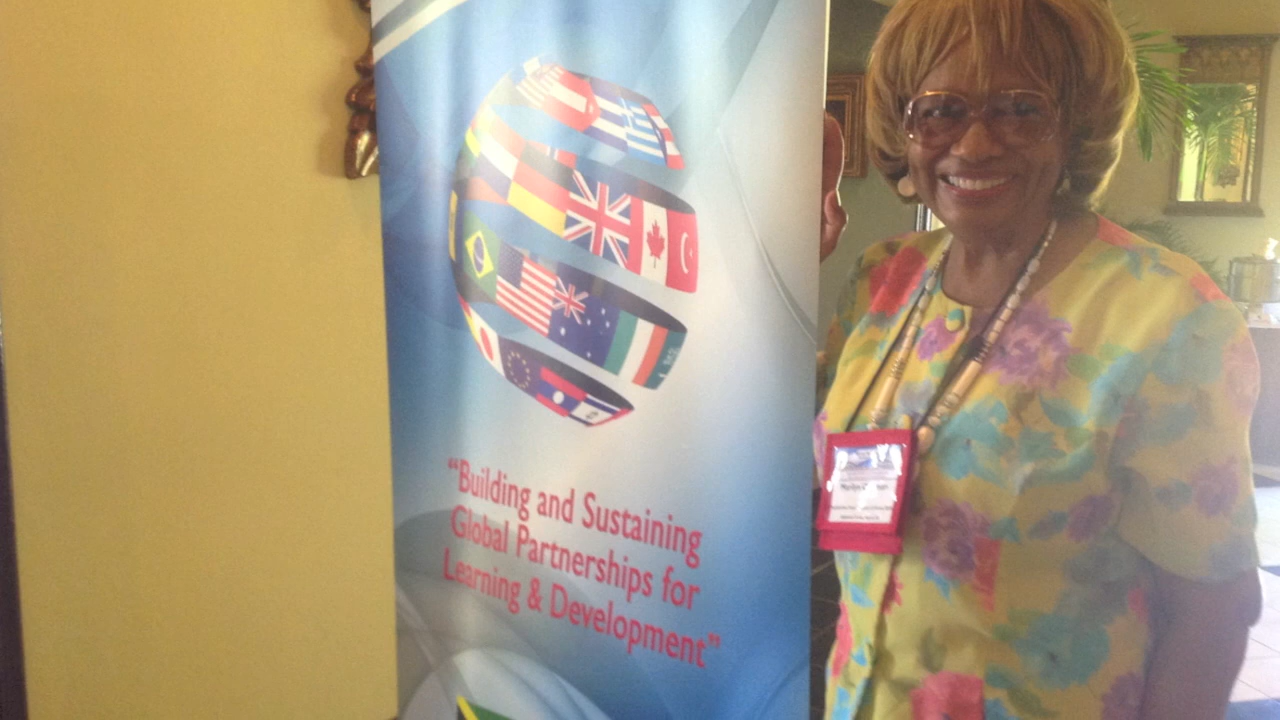 “Building and Sustaining
Global Partnerships for
Learning & Development”